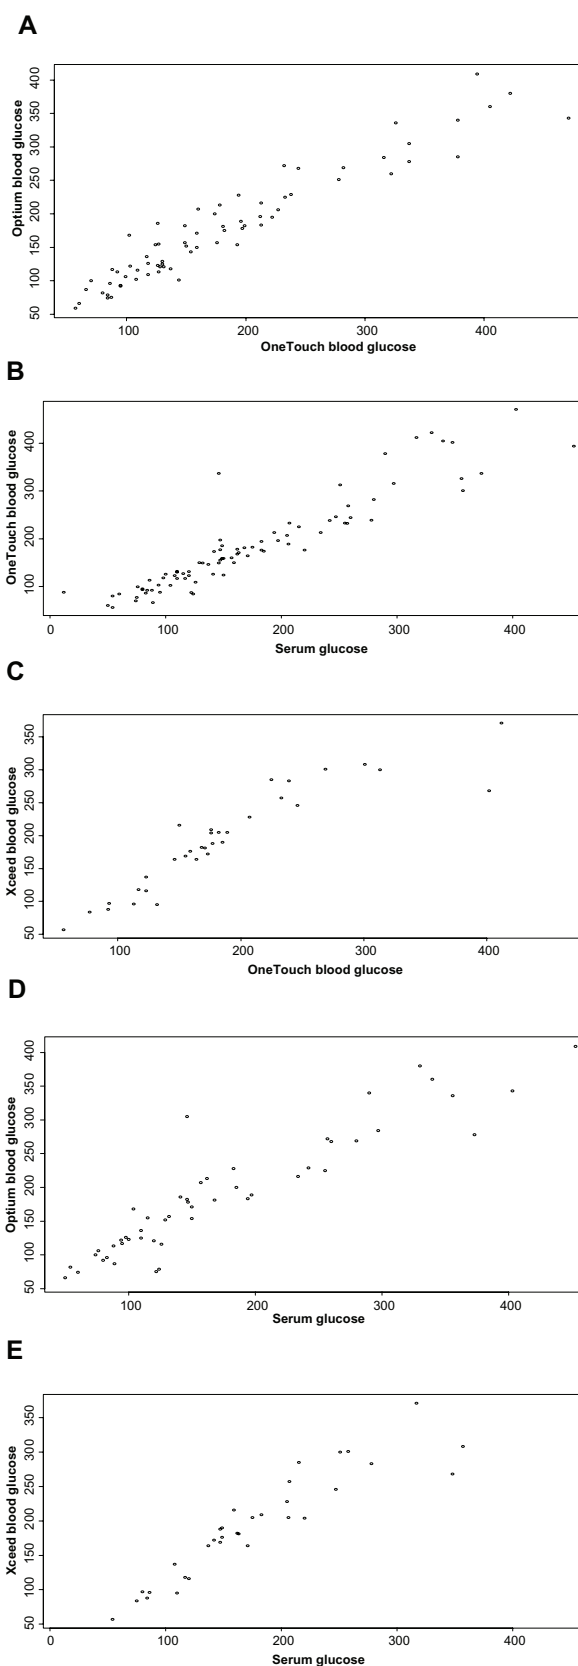 A
Optium blood glucose
400
350
300
250
200
150
100
50
100 200 300 400
OneTouch blood glucose
B
OneTouch blood glucose
400
300
200
100
0 100 200 300 400
Serum glucose
C
Xceed blood glucose
350
300
250
200
150
100
50
100 200 300 400
OneTouch blood glucose
D
Optium blood glucose
400
350
300
250
200
150
100
50
100 200 300 400
Serum glucose
E
Xceed blood glucose
350
300
250
200
150
100
50
0 100 200 300 400
Serum glucose